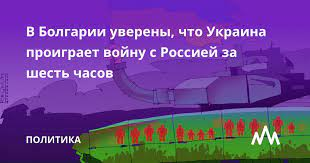 В Болгарии уверены, что Украина
проиграет войну с Россией за
шесть часов
ПОЛИТИКА